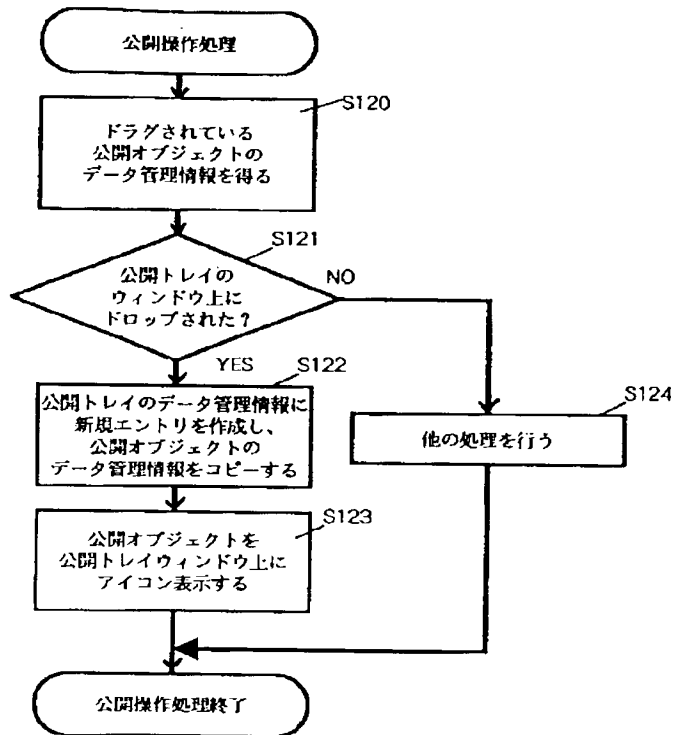 公開操作処理
S120
ドラグされている
公開オブジェクトの
データ管理情報を得る
S121
公開トレイの
ウィンドウ上に
ドロップされた?
NO
YES
S122
公開トレイのデータ管理情報に
新規エントリを作成し、
公開オブジェクトの
データ管理情報をコピーする
S124
他の処理を行う
S123
公開オブジェクトを
公開トレイウィンドウ上に
アイコン表示する
公開操作処理終了